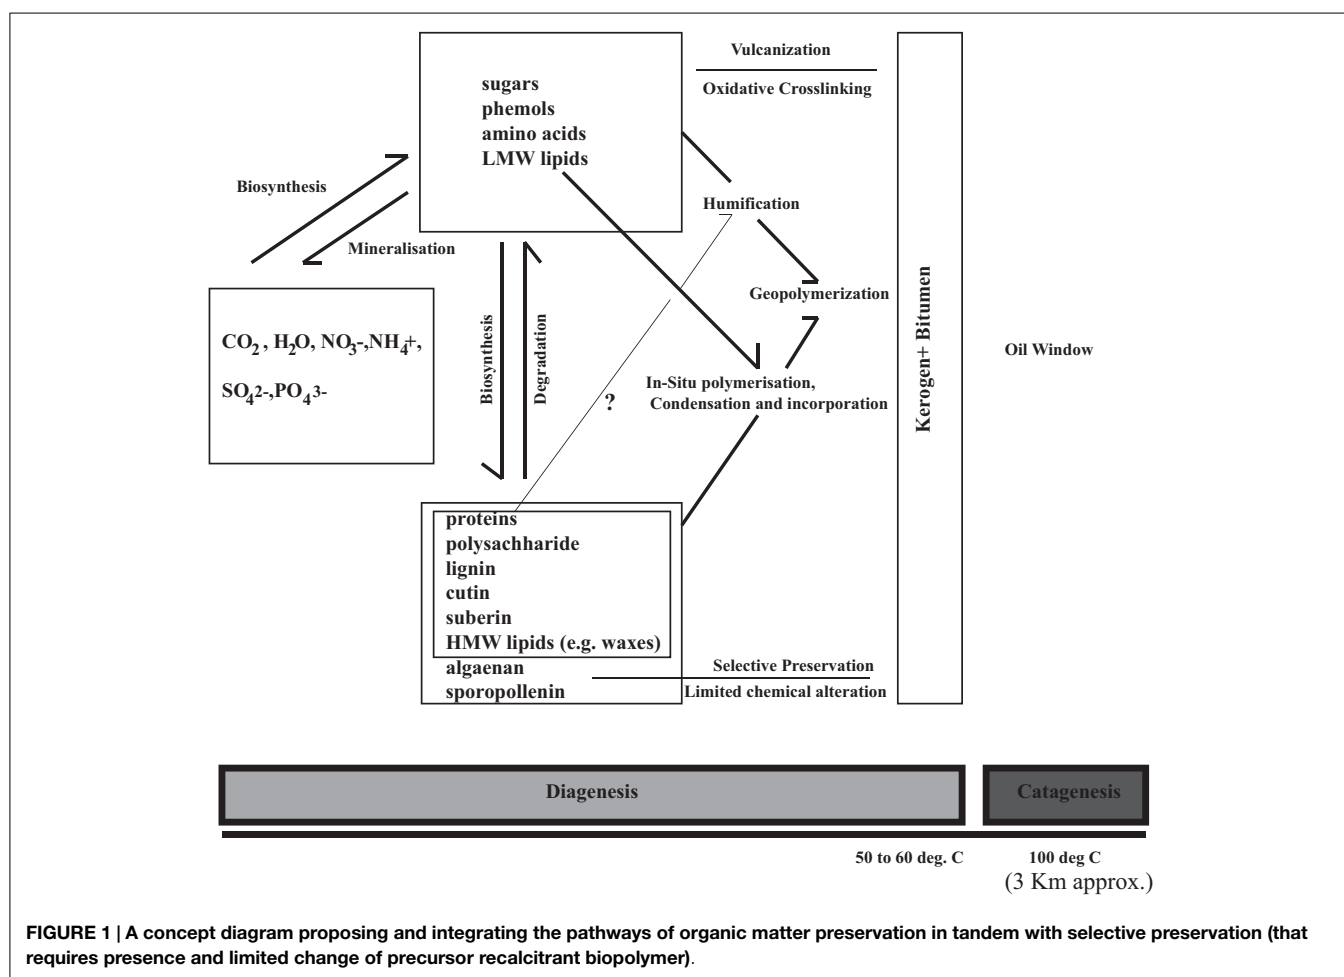 Vulcanization
Oxidative Crosslinking
sugars
phemols
amino acids
LMW lipids
Biosynthesis
Mineralisation
Humification
Geopolymerization
CO2 , H2O, NO3-,NH4+,
SO4 2-,PO4 3-
Biosynthesis
Degradation
?
In-Situ polymerisation,
Condensation and incorporation
Kerogen+ Bitumen
Oil Window
proteins
polysachharide
lignin
cutin
suberin
HMW lipids (e.g. waxes)
algaenan
sporopollenin
Selective Preservation
Limited chemical alteration
Diagenesis
Catagenesis
50 to 60 deg. C
100 deg C
(3 Km approx.)
FIGURE 1 | A concept diagram proposing and integrating the pathways of organic matter preservation in tandem with selective preservation (that
requires presence and limited change of precursor recalcitrant biopolymer).